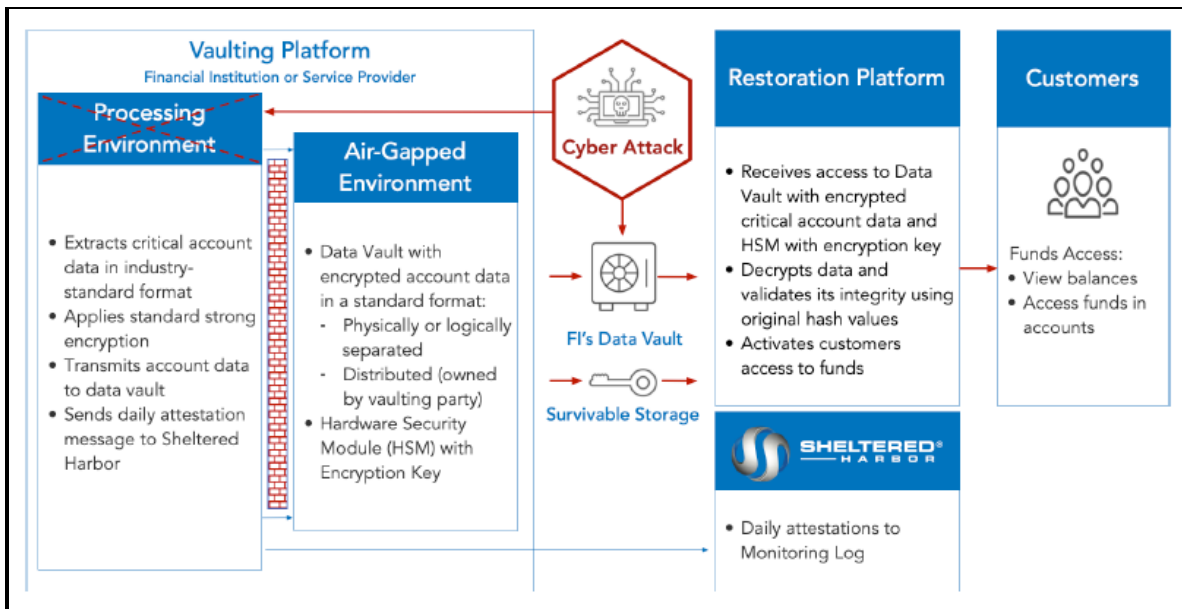 Vaulting Platform
Financial Institution or Service Provider
Processing
Environment
• Extracts critical account
data in industry-
standard format
• Applies standard strong
encryption
• Transmits account data
to data vault
• Sends daily attestation
message to Sheltered
Harbor
Air-Gapped
Environment
• Data Vault with
encrypted account data
in a standard format:
- Physically or logically
separated
- Distributed (owned
by vaulting party)
• Hardware Security
Module (HSM) with
Encryption Key
Cyber Attack
FI's Data Vault
Survivable Storage
Restoration Platform
• Receives access to Data
Vault with encrypted
critical account data and
HSM with encryption key
• Decrypts data and
validates its integrity using
original hash values
• Activates customers
access to funds
SHELTERED®
HARBOR
• Daily attestations to
Monitoring Log
Customers
Funds Access:
• View balances
• Access funds in
accounts